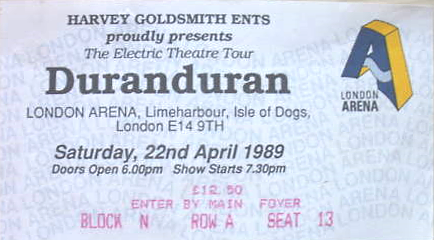 HARVEY GOLDSMITH ENTS
proudly presents
The Electric Theatre Tour
Duranduran
LONDON ARENA, Limeharbour, Isle of Dogs,
London E14 9TH
LONDON
ARENA
Saturday, 22nd April 1989
Doors Open 6.00pm Show Starts 7.30pm
£12.50
ENTER BY MAIN FOYER
BLOCK N ROW A SEAT 13